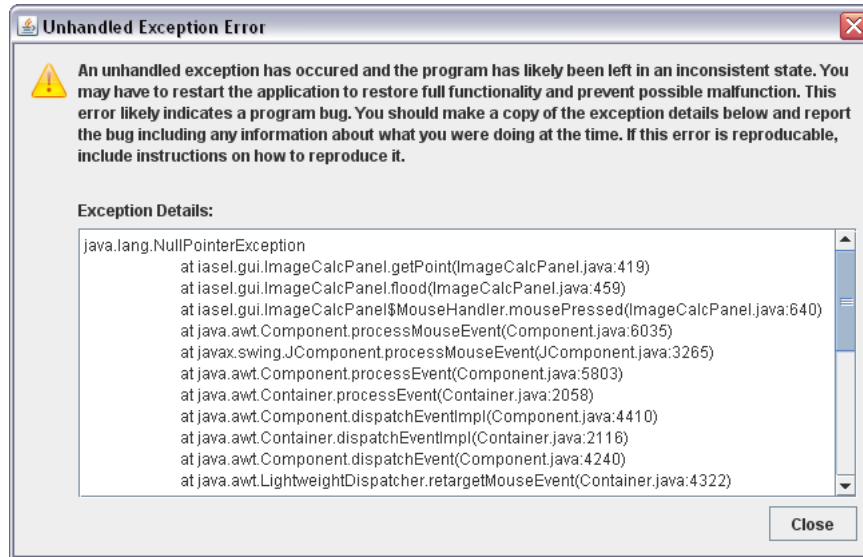 Unhandled Exception Error
An unhandled exception has occured and the program has likely been left in an inconsistent state. You
may have to restart the application to restore full functionality and prevent possible malfunction. This
error likely indicates a program bug. You should make a copy of the exception details below and report
the bug including any information about what you were doing at the time. If this error is reproducable,
include instructions on how to reproduce it.
Exception Details:
java.lang.NullPointerException
at iasel.gui.ImageCalcPanel.getPoint(ImageCalcPanel.java:419)
at iasel.gui.ImageCalcPanel.flood(ImageCalcPanel.java:459)
at iasel.gui.ImageCalcPanel$MouseHandler.mousePressed(ImageCalcPanel.java:640)
at java.awt.Component.processMouseEvent(Component.java:6035)
at javax.swing.JComponent.processMouseEvent(JComponent.java:3265)
at java.awt.Component.processEvent(Component.java:5803)
at java.awt.Container.processEvent(Container.java:2058)
at java.awt.Component.dispatchEventImpl(Component.java:4410)
at java.awt.Container.dispatchEventImpl(Container.java:2116)
at java.awt.Component.dispatchEvent(Component.java:4240)
at java.awt.LightweightDispatcher.retargetMouseEvent(Container.java:4322)
Close